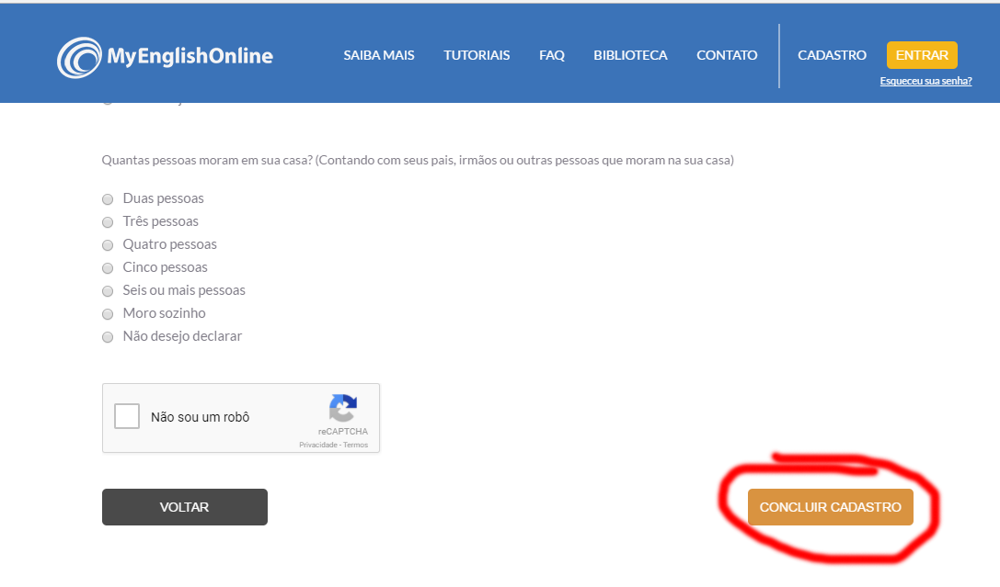 MyEnglishOnline
SAIBA MAIS TUTORIAIS FAQ BIBLIOTECA CONTATO CADASTRO ENTRAR
Esqueceu sua senha?
Quantas pessoas moram em sua casa? (Contando com seus pais, irmãos ou outras pessoas que moram na sua casa)
Duas pessoas
Três pessoas
Quatro pessoas
Cinco pessoas
Seis ou mais pessoas
Moro sozinho
Não desejo declarar
Não sou um robô
reCAPTCHA
Privacidade - Termos
VOLTAR
CONCLUIR CADASTRO